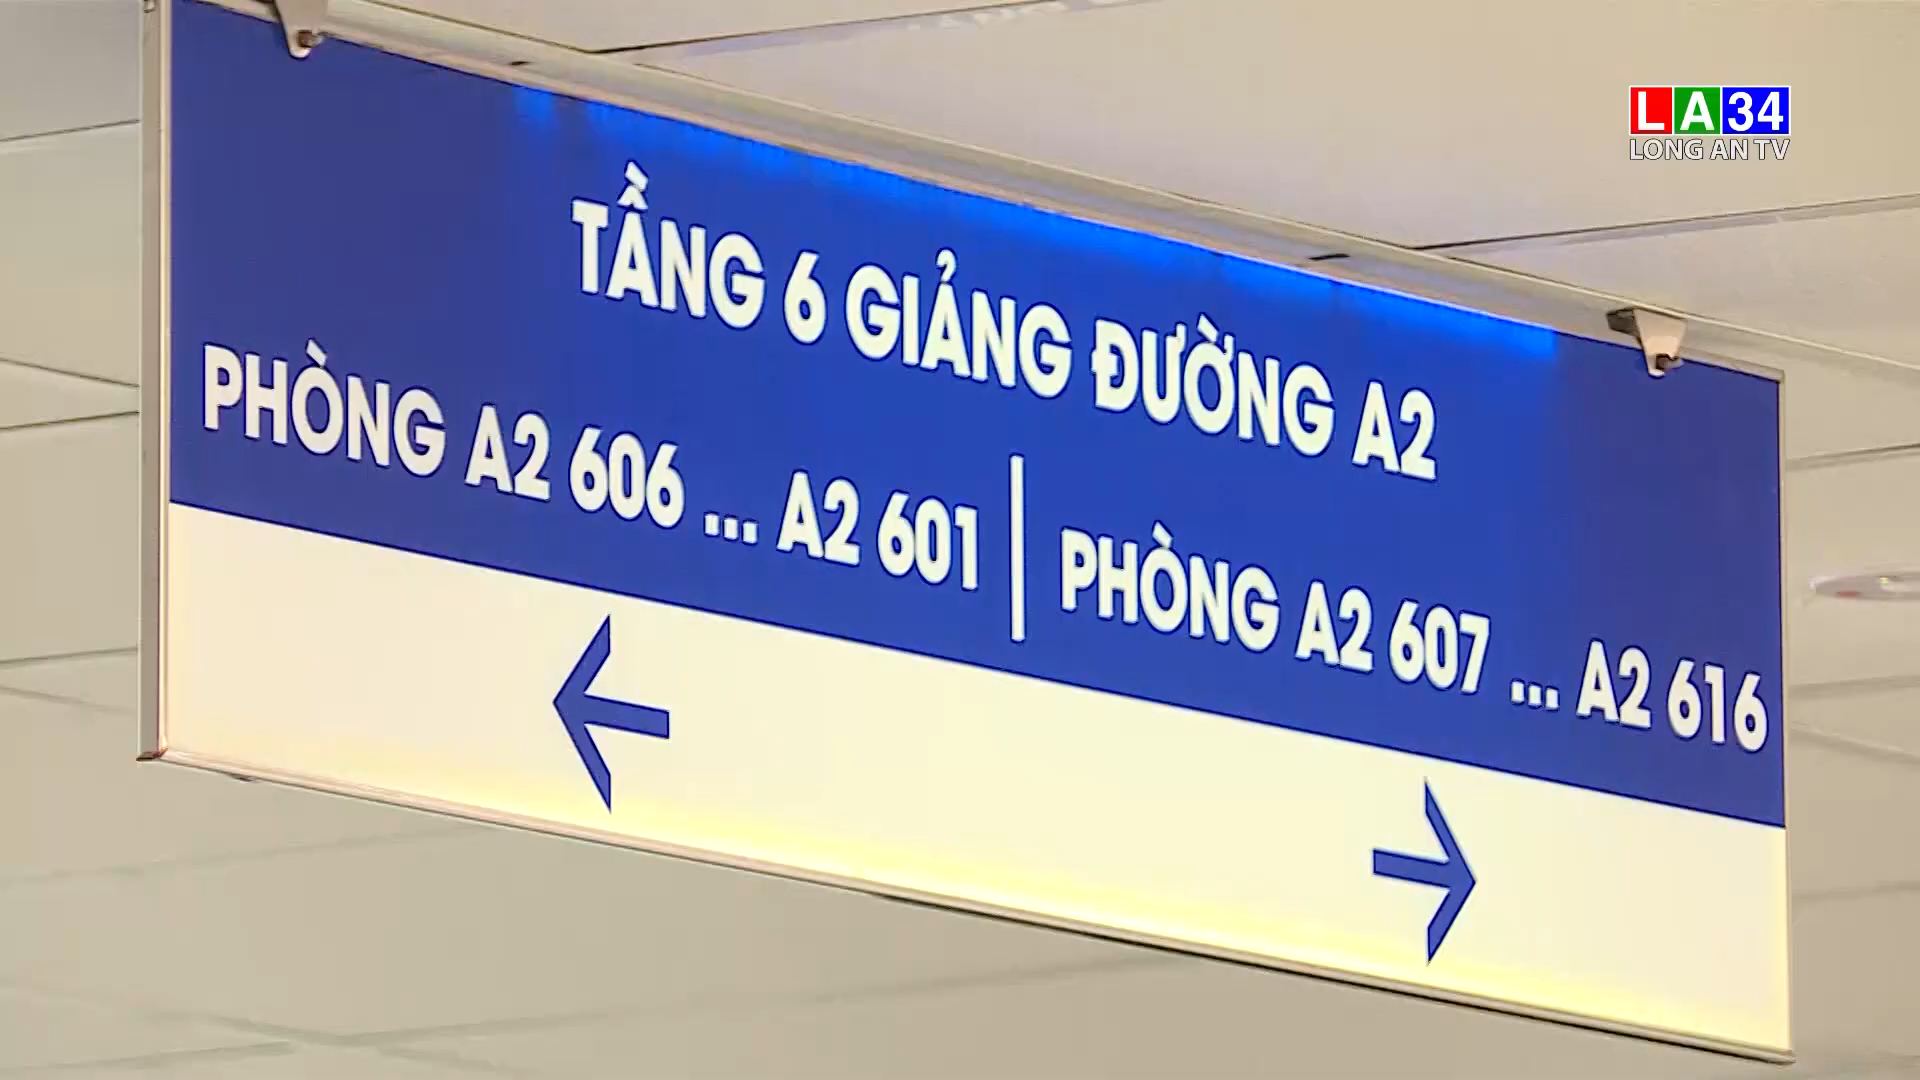 LA34
LONG AN TV
TẦNG 6 GIẢNG ĐƯỜNG A2
PHÒNG A2 606 ... A2 601 | PHÒNG A2 607 ... A2 616